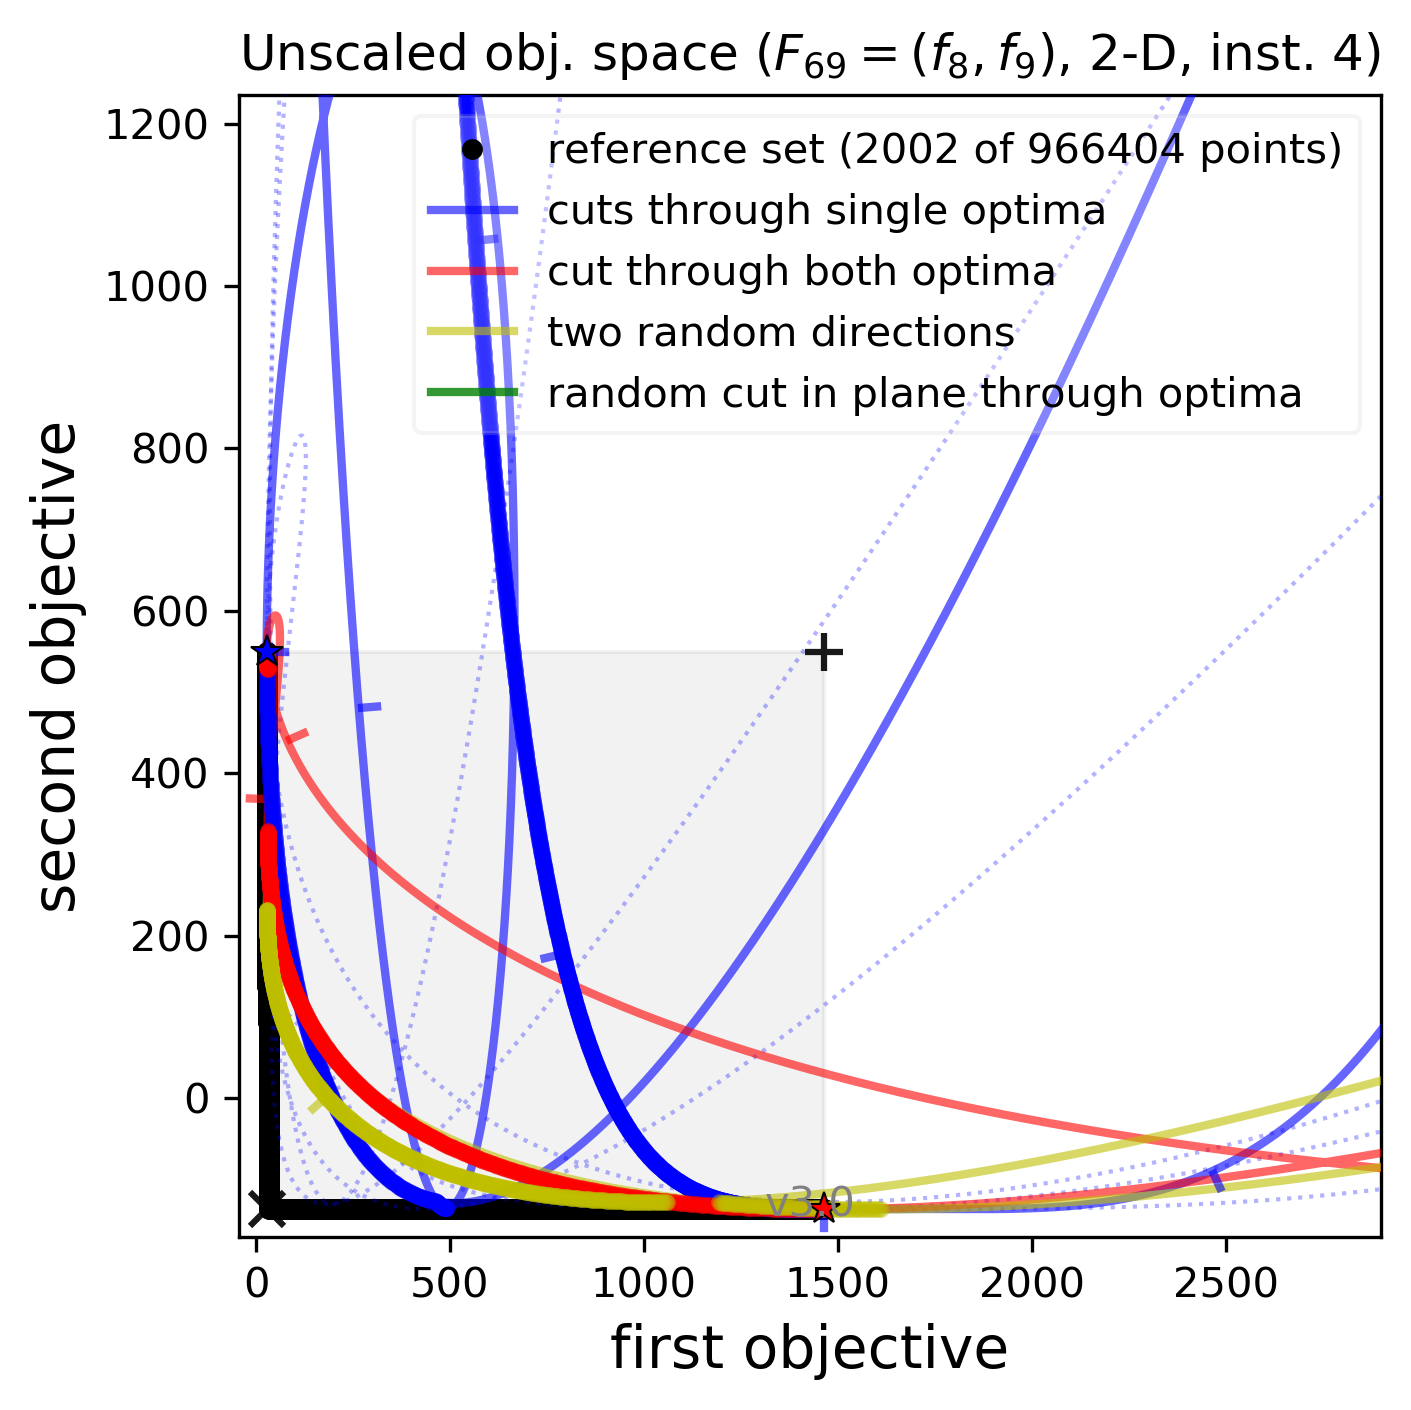 Unscaled obj. space (F69 = (f8, f9), 2-D, inst. 4)
1200
1000
800
600
400
200
0
second objective
reference set (2002 of 966404 points)
cuts through single optima
cut through both optima
two random directions
random cut in plane through optima
v3.0
0 500 1000 1500 2000 2500
first objective